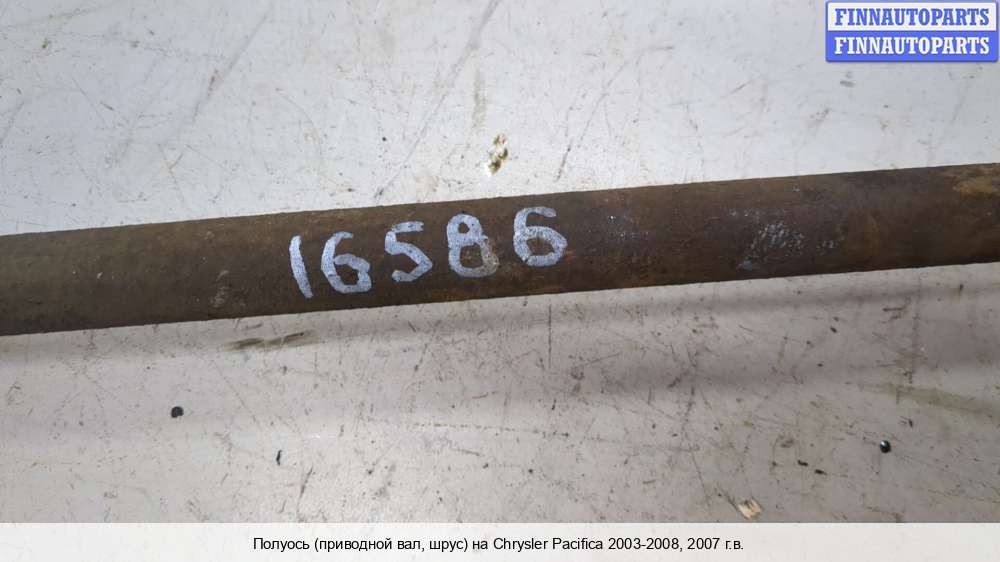 FINNAUTOPARTS
FINNAUTOPARTS
16586
Полуось (приводной вал, шрус) на Chrysler Pacifica 2003-2008, 2007 г.в.